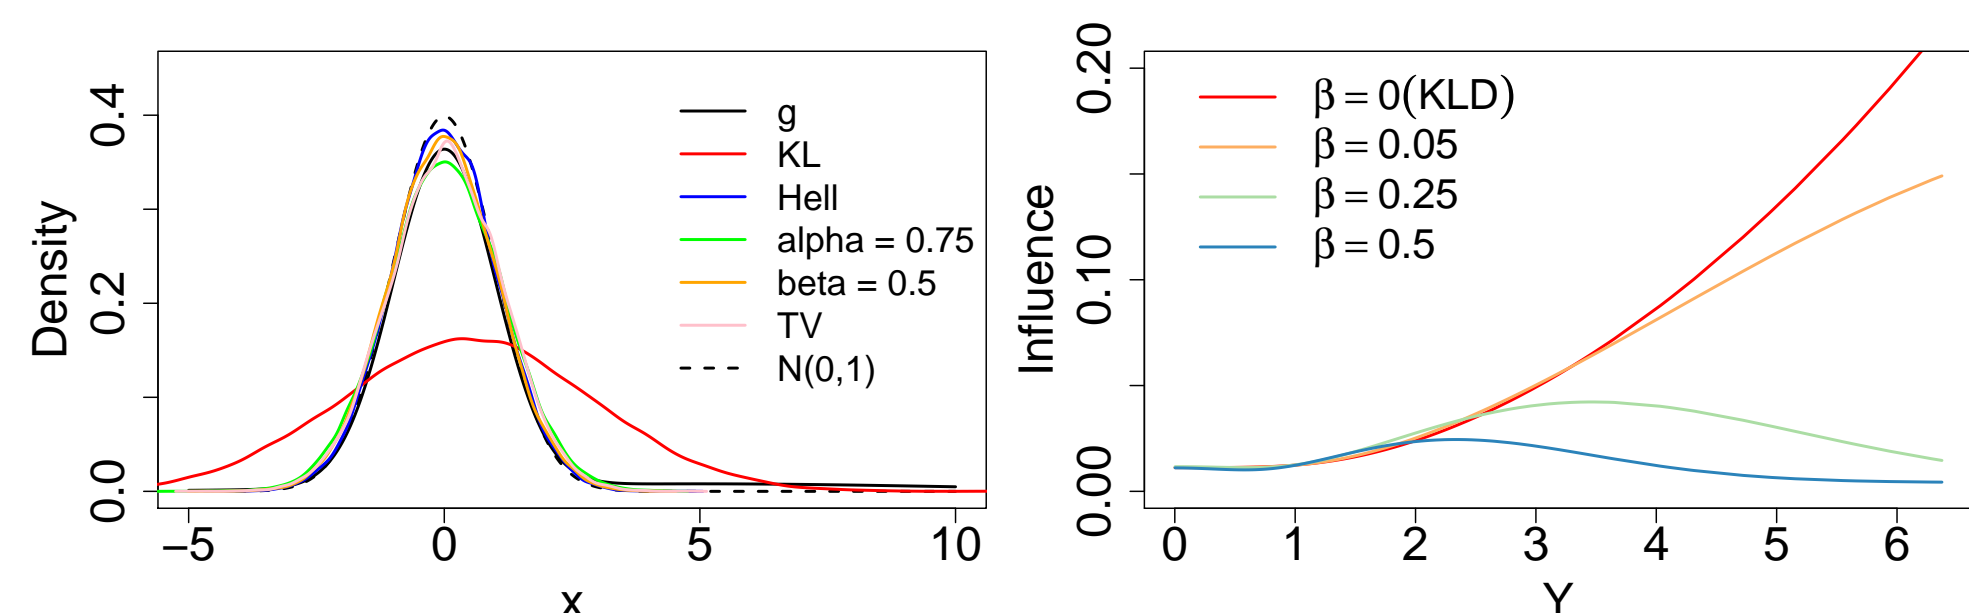 Density
0.4
0.2
0.0
g
KL
Hell
alpha = 0.75
beta = 0.5
TV
N(0,1)
−5 0 5 10
x
Influence
0.20
0.10
0.00
β = 0(KLD)
β = 0.05
β = 0.25
β = 0.5
0 1 2 3 4 5 6
Y